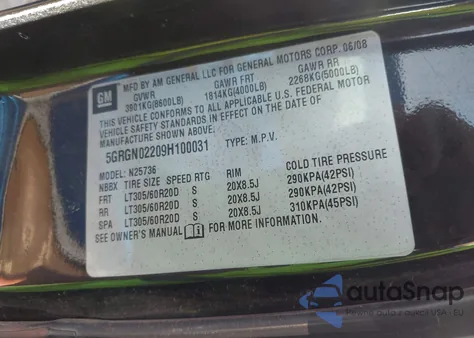 GM
MFD BY AM GENERAL LLC FOR GENERAL MOTORS CORP. 06/08
GVWR GAWR FRT GAWR RR
3901KG(8600LB) 1814KG(4000LB) 2268KG(5000LB)
THIS VEHICLE CONFORMS TO ALL APPLICABLE U.S. FEDERAL MOTOR
VEHICLE SAFETY STANDARDS IN EFFECT ON THE DATE OF
MANUFACTURE SHOWN ABOVE.
5GRGN02209H100031 TYPE: M.P.V.
MODEL: N25736
NBBX TIRE SIZE SPEED RTG RIM COLD TIRE PRESSURE
FRT LT305/60R20D S 20X8.5J 290KPA(42PSI)
RR LT305/60R20D S 20X8.5J 290KPA(42PSI)
SPA LT305/60R20D S 20X8.5J 310KPA(45PSI)
SEE OWNER'S MANUAL FOR MORE INFORMATION.
autoSnap